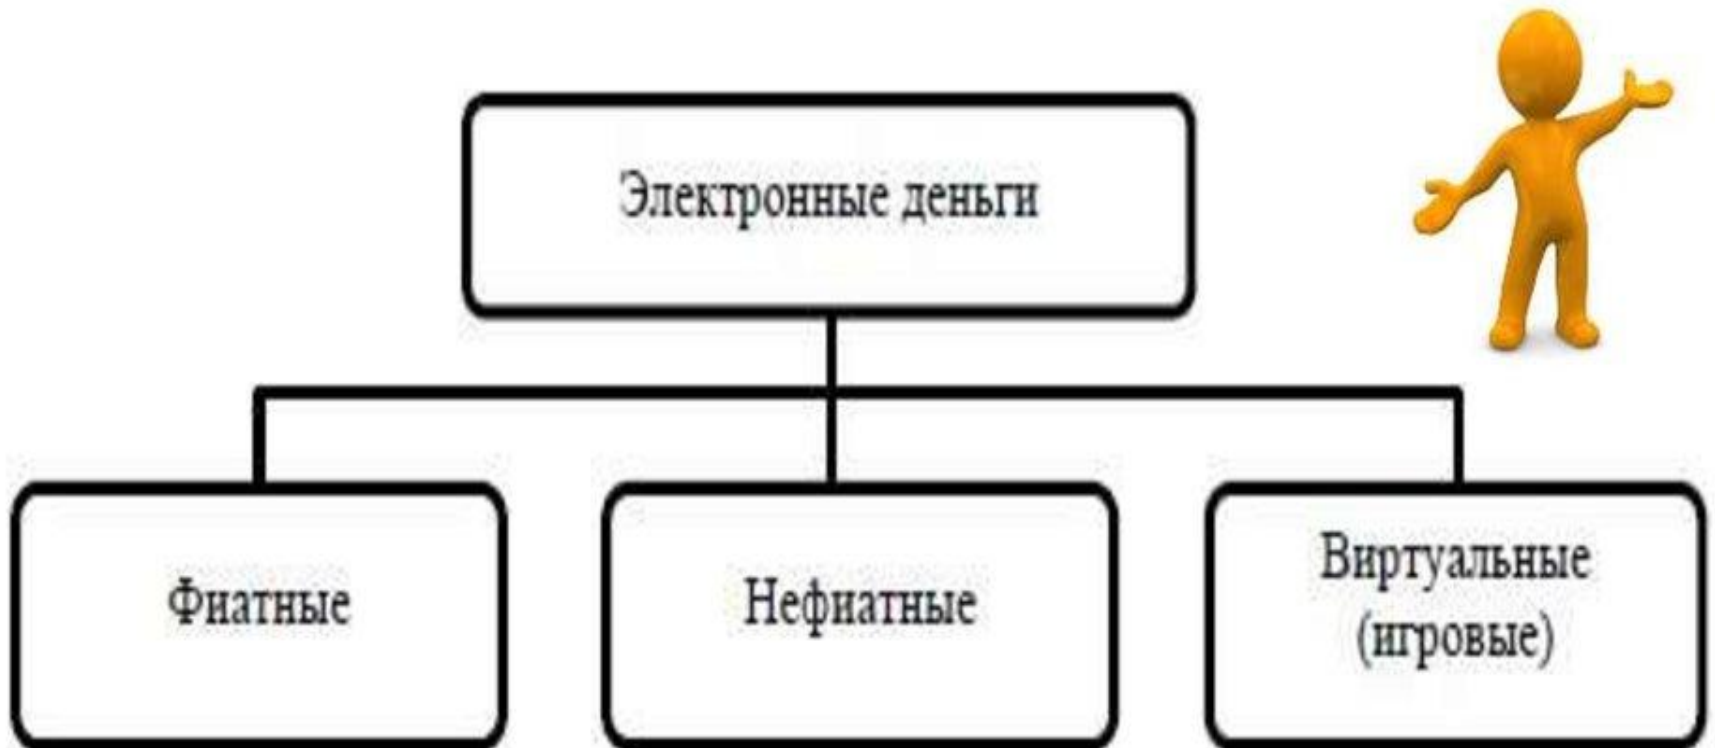 Электронные деньги
Фиатные
Нефиатные
Виртуальные
(игровые)